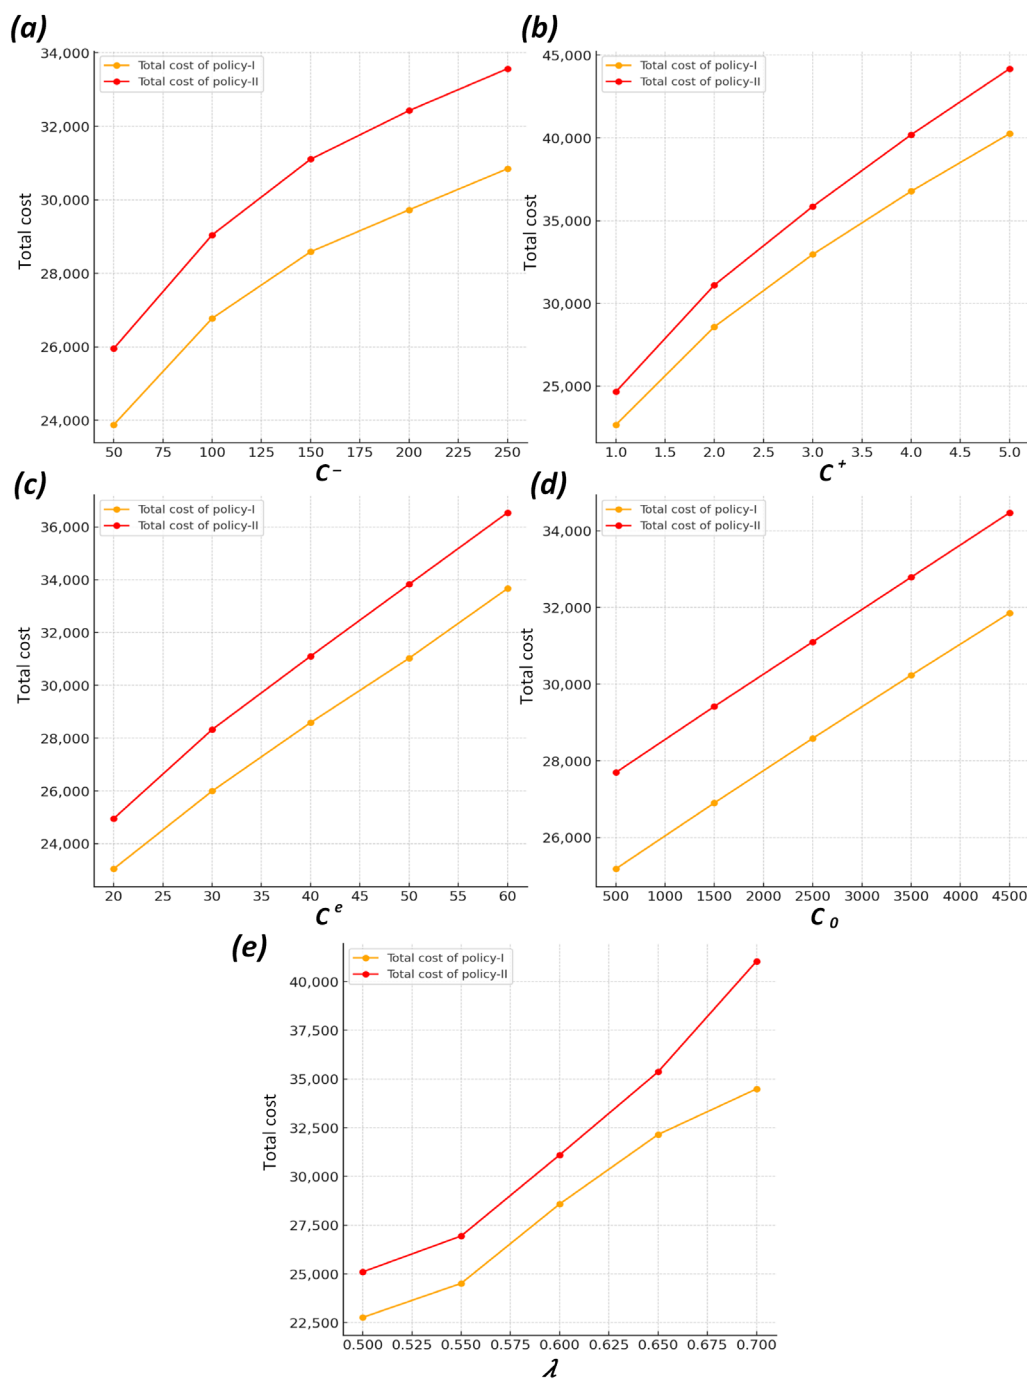 (a)
34,000
32,000
30,000
28,000
26,000
24,000
Total cost
Total cost of policy-I
Total cost of policy-II
50 75 100 125 150 175 200 225 250
C⁻
(b)
45,000
40,000
35,000
30,000
25,000
Total cost
Total cost of policy-I
Total cost of policy-II
1.0 1.5 2.0 2.5 3.0 3.5 4.0 4.5 5.0
C⁺
(c)
36,000
34,000
32,000
30,000
28,000
26,000
24,000
Total cost
Total cost of policy-I
Total cost of policy-II
20 25 30 35 40 45 50 55 60
Cᵉ
(d)
34,000
32,000
30,000
28,000
26,000
Total cost
Total cost of policy-I
Total cost of policy-II
500 1000 1500 2000 2500 3000 3500 4000 4500
C₀
(e)
40,000
37,500
35,000
32,500
30,000
27,500
25,000
22,500
Total cost
Total cost of policy-I
Total cost of policy-II
0.500 0.525 0.550 0.575 0.600 0.625 0.650 0.675 0.700
λ